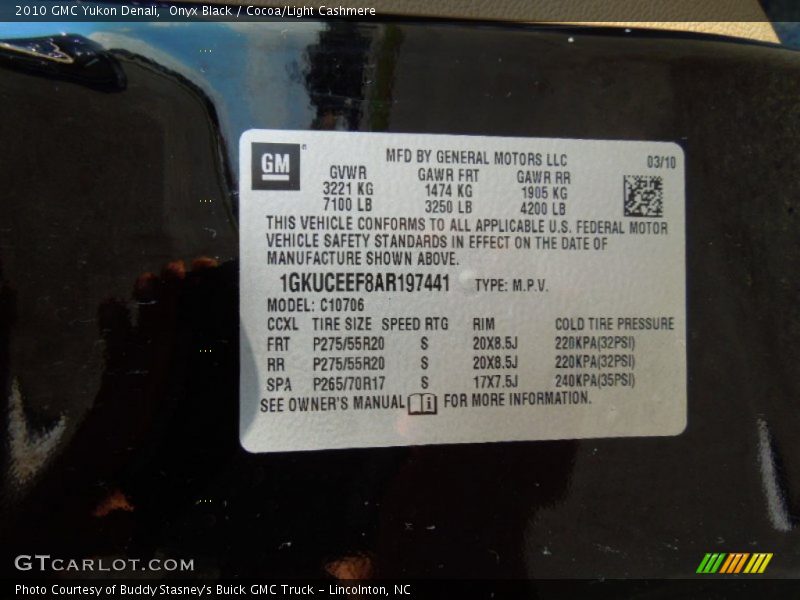 2010 GMC Yukon Denali, Onyx Black / Cocoa/Light Cashmere
GM
MFD BY GENERAL MOTORS LLC 03/10
GVWR GAWR FRT GAWR RR
3221 KG 1474 KG 1905 KG
7100 LB 3250 LB 4200 LB
THIS VEHICLE CONFORMS TO ALL APPLICABLE U.S. FEDERAL MOTOR
VEHICLE SAFETY STANDARDS IN EFFECT ON THE DATE OF
MANUFACTURE SHOWN ABOVE.
1GKUCEEF8AR197441 TYPE: M.P.V.
MODEL: C10706
CCXL TIRE SIZE SPEED RTG RIM COLD TIRE PRESSURE
FRT P275/55R20 S 20X8.5J 220KPA(32PSI)
RR P275/55R20 S 20X8.5J 220KPA(32PSI)
SPA P265/70R17 S 17X7.5J 240KPA(35PSI)
SEE OWNER'S MANUAL i FOR MORE INFORMATION.
GTCARLOT.COM
Photo Courtesy of Buddy Stasney's Buick GMC Truck - Lincolnton, NC